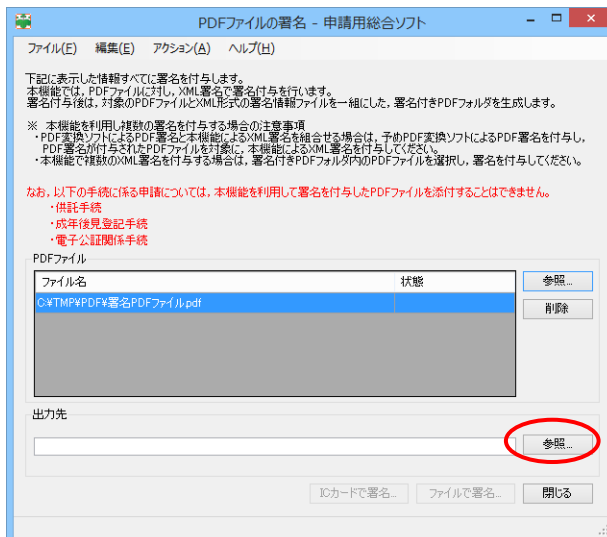 PDFファイルの署名 - 申請用総合ソフト
ファイル(F) 編集(E) アクション(A) ヘルプ(H)
下記に表示した情報すべてに署名を付与します。
本機能では，PDFファイルに対し，XML署名で署名付与を行います。
署名付与後は，対象のPDFファイルとXML形式の署名情報ファイルを一組にした，署名付きPDFフォルダを生成します。
※ 本機能を利用し複数の署名を付与する場合の注意事項
・PDF変換ソフトによるPDF署名と本機能によるXML署名を組合せる場合は，予めPDF変換ソフトによるPDF署名を付与し，
PDF署名が付与されたPDFファイルを対象に，本機能によるXML署名を付与してください。
・本機能で複数のXML署名を付与する場合は，署名付きPDFフォルダ内のPDFファイルを選択し，署名を付与してください。
なお，以下の手続に係る申請については，本機能を利用して署名を付与したPDFファイルを添付することはできません。
・供託手続
・成年後見登記手続
・電子公証関係手続
PDFファイル
ファイル名 状態 参照...
C:¥TMP¥PDF¥署名PDFファイル.pdf
削除
出力先
参照...
ICカードで署名... ファイルで署名... 閉じる